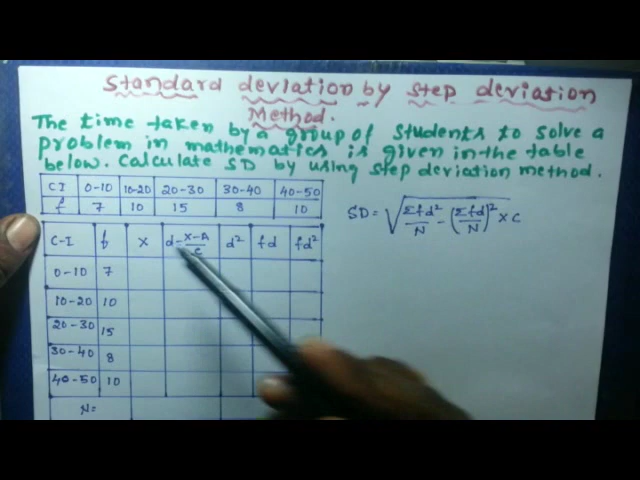 Standard deviation by step deviation
Method.
The time taken by a group of students to solve a
problem in mathematics is given in the table
below. Calculate SD by using step deviation method.
CI 0-10 10-20 20-30 30-40 40-50
f 7 10 15 8 10
SD = √ Σfd²/N - (Σfd/N)² × C
C-I f X d = X-A/C d² fd fd²
0-10 7
10-20 10
20-30 15
30-40 8
40-50 10
N=